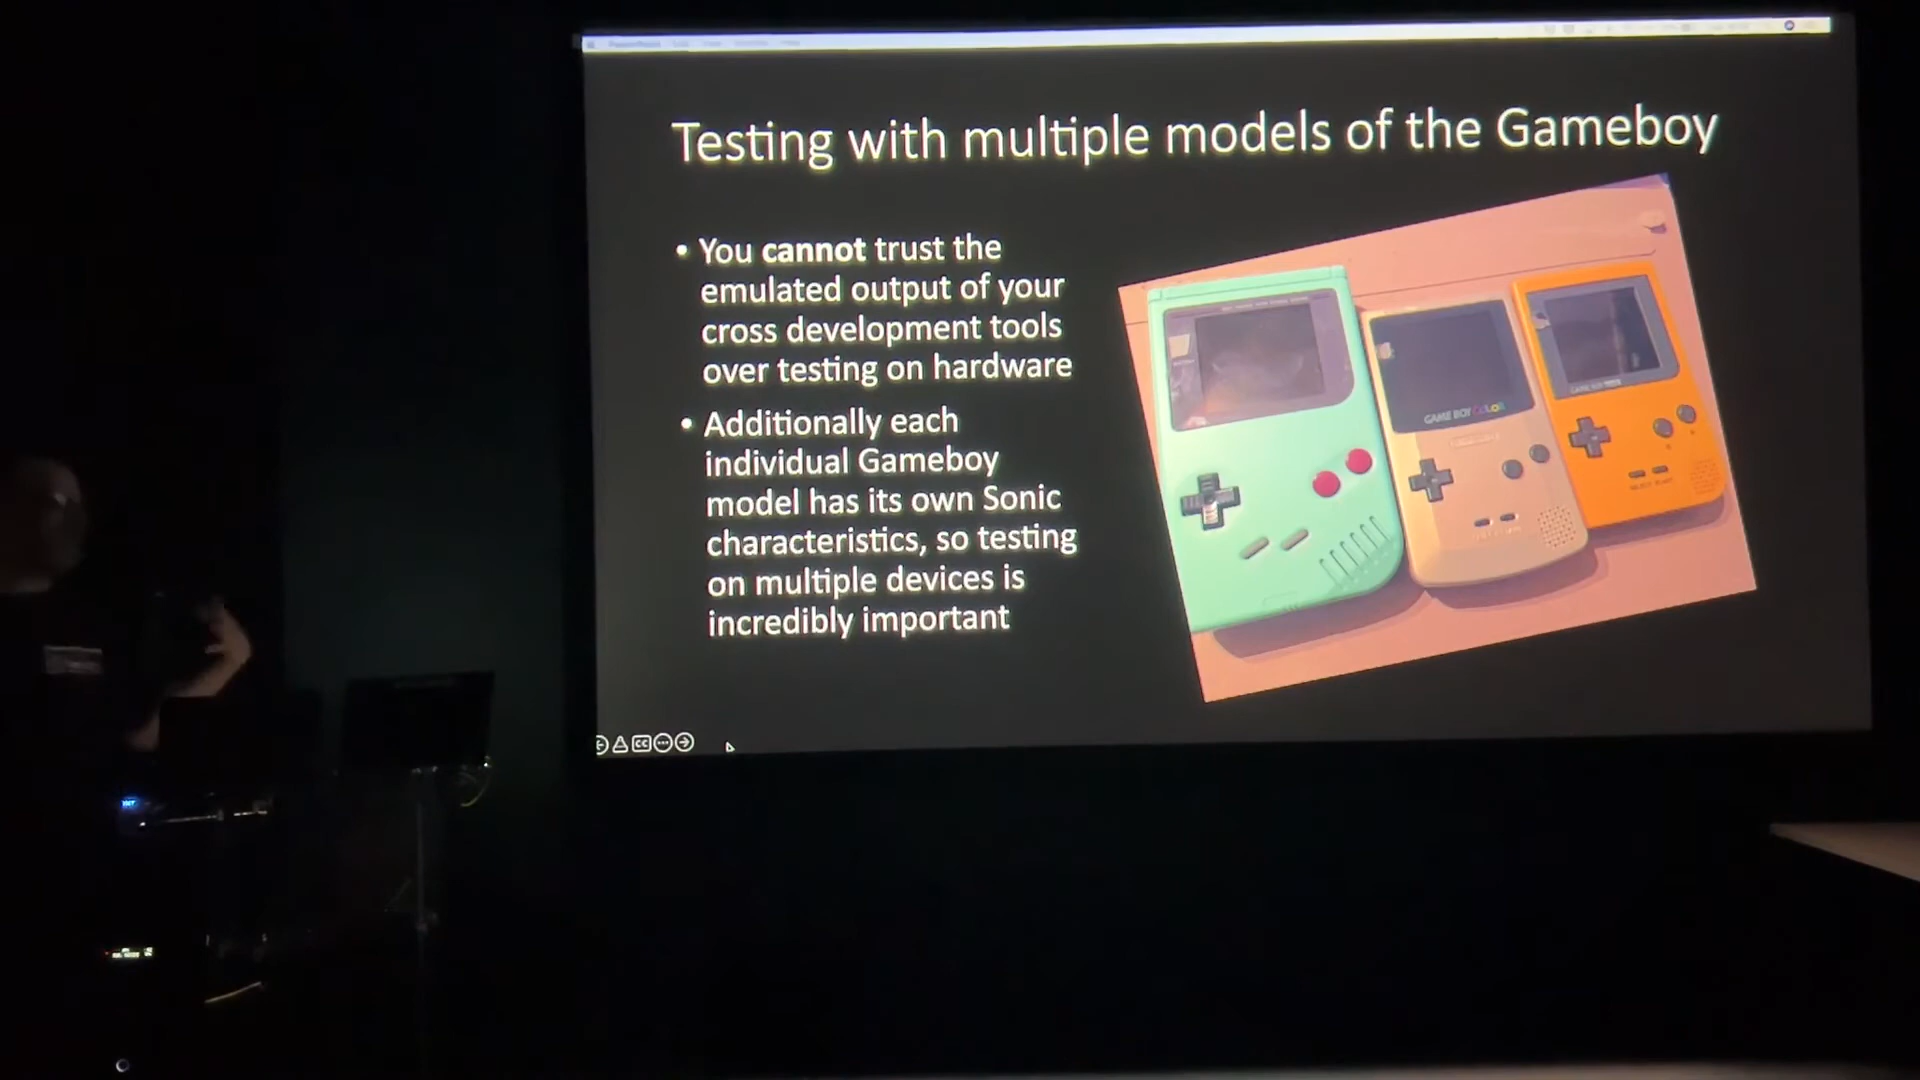 Testing with multiple models of the Gameboy
• You cannot trust the
emulated output of your
cross development tools
over testing on hardware
• Additionally each
individual Gameboy
model has its own Sonic
characteristics, so testing
on multiple devices is
incredibly important
GAME BOY COLOR
CC